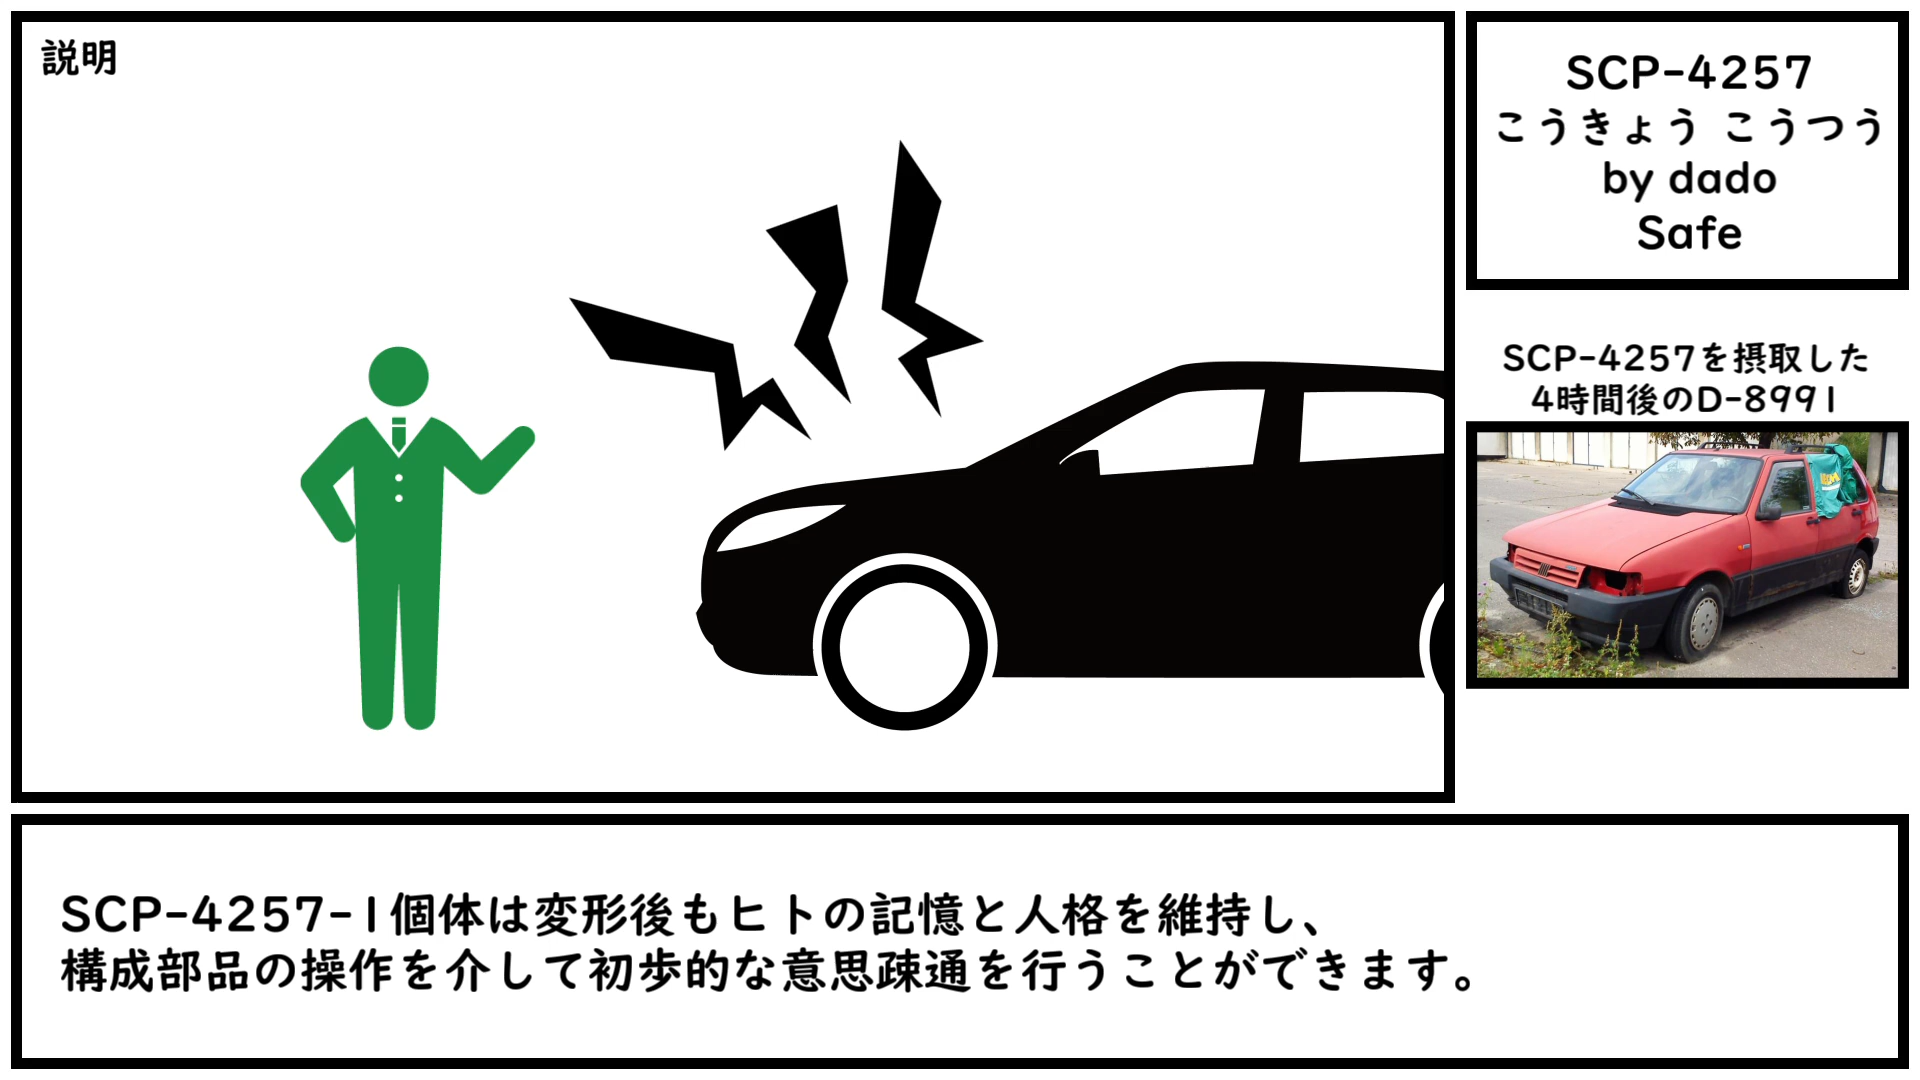 説明
SCP-4257
こうきょう こうつう
by dado
Safe
SCP-4257を摂取した
4時間後のD-8991
SCP-4257-1個体は変形後もヒトの記憶と人格を維持し、
構成部品の操作を介して初歩的な意思疎通を行うことができます。